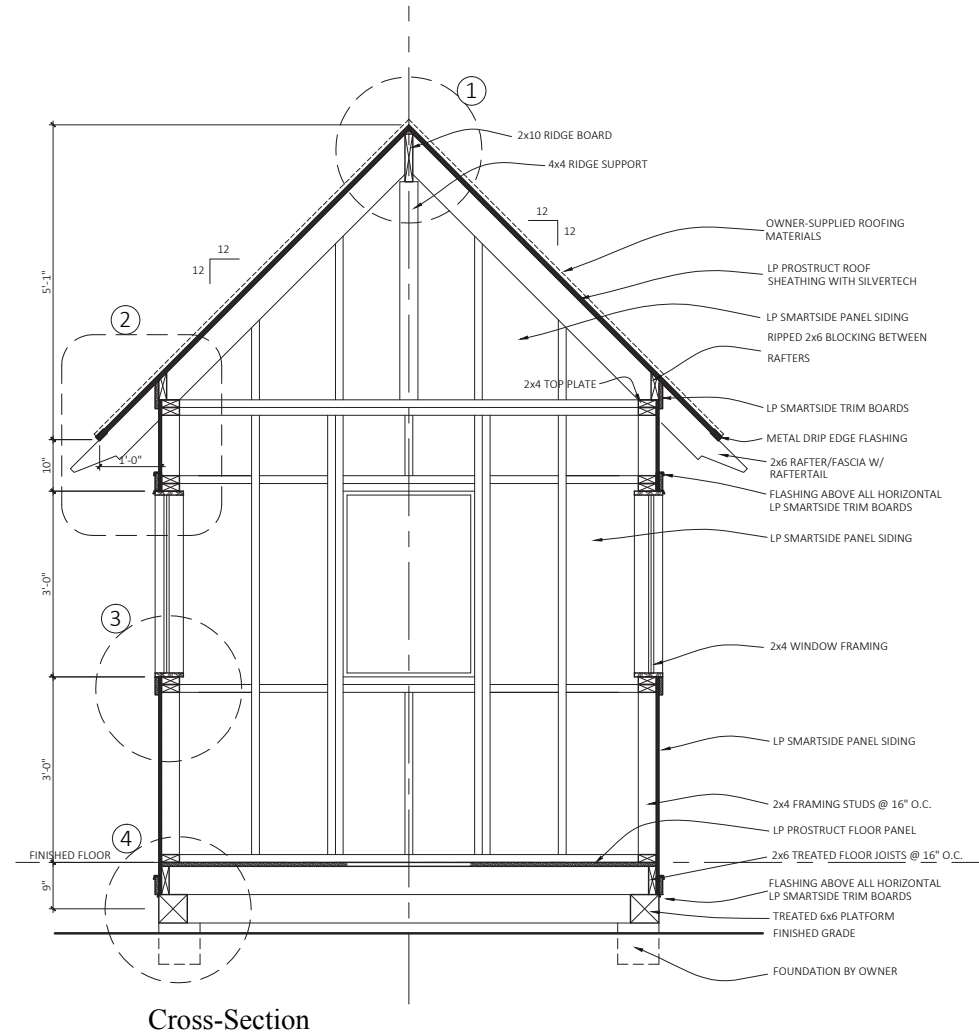 1
2x10 RIDGE BOARD
4x4 RIDGE SUPPORT
12
12
12
12
OWNER-SUPPLIED ROOFING
MATERIALS
LP PROSTRUCT ROOF
SHEATHING WITH SILVERTECH
5'-1"
2
LP SMARTSIDE PANEL SIDING
RIPPED 2x6 BLOCKING BETWEEN
RAFTERS
2x4 TOP PLATE
LP SMARTSIDE TRIM BOARDS
METAL DRIP EDGE FLASHING
1'-0"
10"
2x6 RAFTER/FASCIA W/
RAFTERTAIL
FLASHING ABOVE ALL HORIZONTAL
LP SMARTSIDE TRIM BOARDS
LP SMARTSIDE PANEL SIDING
3'-0"
3
2x4 WINDOW FRAMING
LP SMARTSIDE PANEL SIDING
3'-0"
2x4 FRAMING STUDS @ 16" O.C.
4
LP PROSTRUCT FLOOR PANEL
FINISHED FLOOR
2x6 TREATED FLOOR JOISTS @ 16" O.C.
9"
FLASHING ABOVE ALL HORIZONTAL
LP SMARTSIDE TRIM BOARDS
TREATED 6x6 PLATFORM
FINISHED GRADE
FOUNDATION BY OWNER
Cross-Section